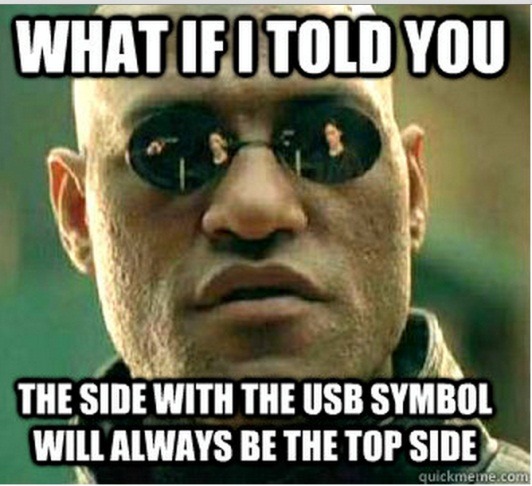 WHAT IF I TOLD YOU
THE SIDE WITH THE USB SYMBOL
WILL ALWAYS BE THE TOP SIDE
quickmeme.com